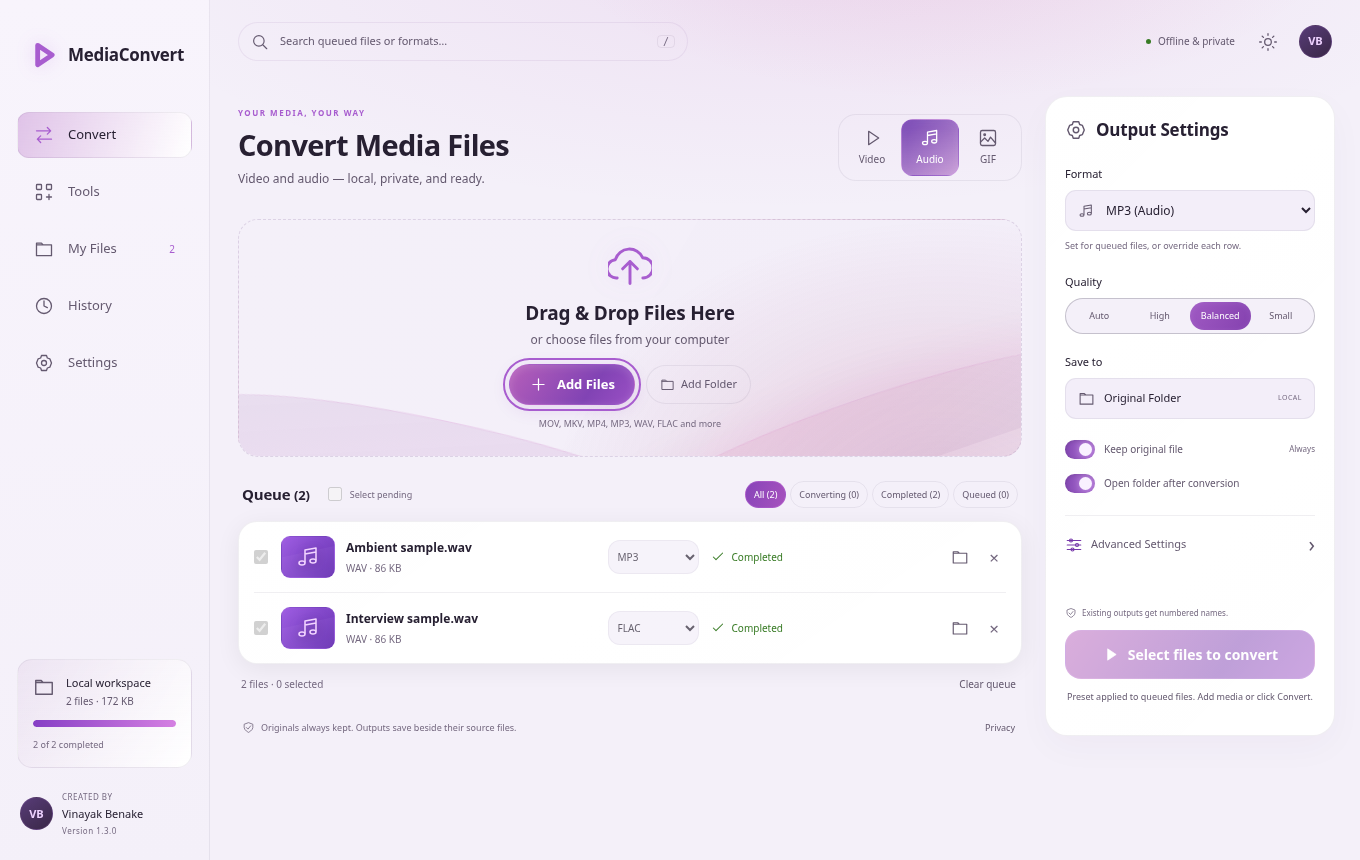 MediaConvert
Search queued files or formats...
/
Offline & private
VB
Convert
Tools
My Files 2
History
Settings
YOUR MEDIA, YOUR WAY
Convert Media Files
Video and audio — local, private, and ready.
Video
Audio
GIF
Drag & Drop Files Here
or choose files from your computer
Add Files
Add Folder
MOV, MKV, MP4, MP3, WAV, FLAC and more
Queue (2)
Select pending
All (2)
Converting (0)
Completed (2)
Queued (0)
Ambient sample.wav
WAV · 86 KB
MP3
Completed
Interview sample.wav
WAV · 86 KB
FLAC
Completed
2 files · 0 selected
Clear queue
Originals always kept. Outputs save beside their source files.
Privacy
Output Settings
Format
MP3 (Audio)
Set for queued files, or override each row.
Quality
Auto
High
Balanced
Small
Save to
Original Folder
LOCAL
Keep original file
Always
Open folder after conversion
Advanced Settings
Existing outputs get numbered names.
Select files to convert
Preset applied to queued files. Add media or click Convert.
Local workspace
2 files · 172 KB
2 of 2 completed
VB
CREATED BY
Vinayak Benake
Version 1.3.0